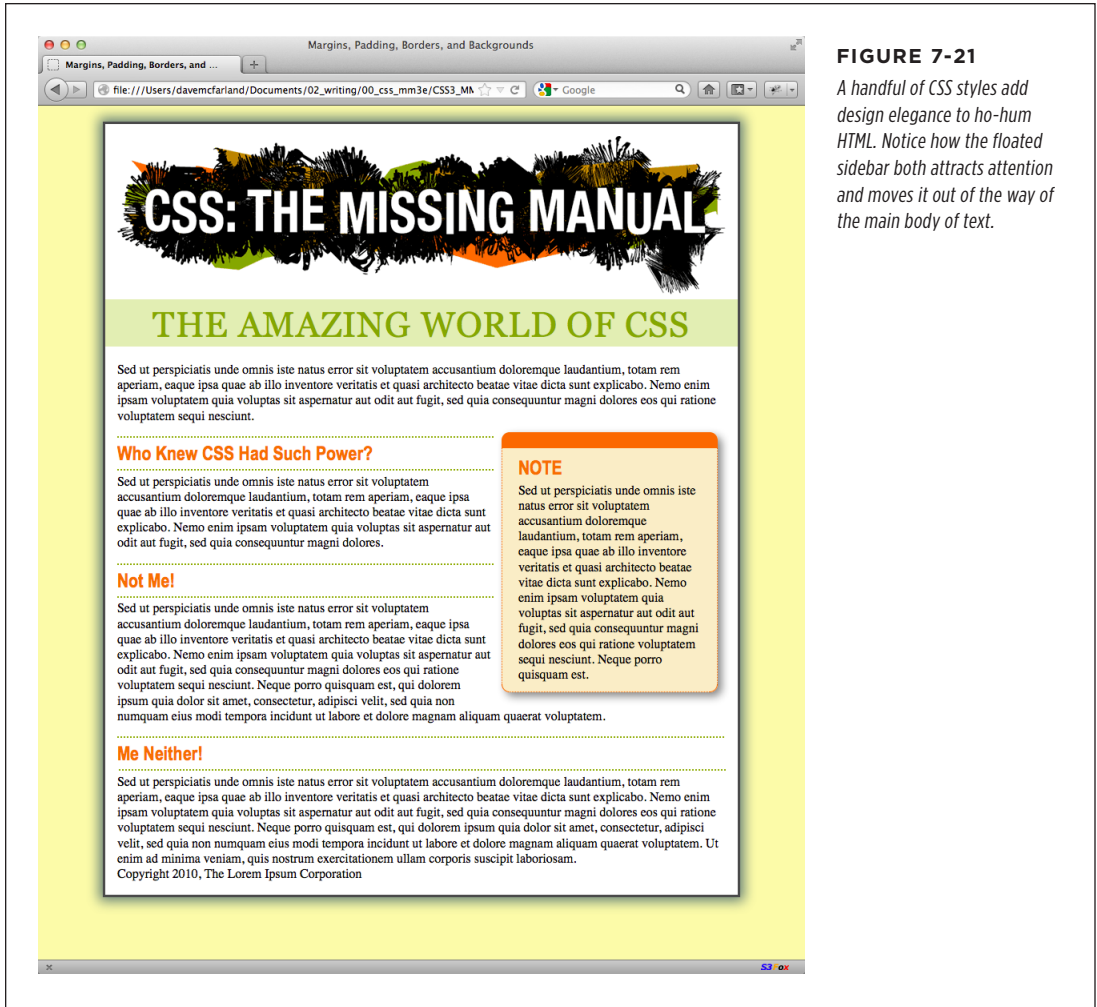 Margins, Padding, Borders, and Backgrounds
Margins, Padding, Borders, and ...
file:///Users/davemcfarland/Documents/02_writing/00_css_mm3e/CSS3_MM
Google
CSS: THE MISSING MANUAL
THE AMAZING WORLD OF CSS
Sed ut perspiciatis unde omnis iste natus error sit voluptatem accusantium doloremque laudantium, totam rem
aperiam, eaque ipsa quae ab illo inventore veritatis et quasi architecto beatae vitae dicta sunt explicabo. Nemo enim
ipsam voluptatem quia voluptas sit aspernatur aut odit aut fugit, sed quia consequuntur magni dolores eos qui ratione
voluptatem sequi nesciunt.
Who Knew CSS Had Such Power?
Sed ut perspiciatis unde omnis iste natus error sit voluptatem
accusantium doloremque laudantium, totam rem aperiam, eaque ipsa
quae ab illo inventore veritatis et quasi architecto beatae vitae dicta sunt
explicabo. Nemo enim ipsam voluptatem quia voluptas sit aspernatur aut
odit aut fugit, sed quia consequuntur magni dolores.
Not Me!
Sed ut perspiciatis unde omnis iste natus error sit voluptatem
accusantium doloremque laudantium, totam rem aperiam, eaque ipsa
quae ab illo inventore veritatis et quasi architecto beatae vitae dicta sunt
explicabo. Nemo enim ipsam voluptatem quia voluptas sit aspernatur aut
odit aut fugit, sed quia consequuntur magni dolores eos qui ratione
voluptatem sequi nesciunt. Neque porro quisquam est, qui dolorem
ipsum quia dolor sit amet, consectetur, adipisci velit, sed quia non
numquam eius modi tempora incidunt ut labore et dolore magnam aliquam quaerat voluptatem.
NOTE
Sed ut perspiciatis unde omnis iste
natus error sit voluptatem
accusantium doloremque
laudantium, totam rem aperiam,
eaque ipsa quae ab illo inventore
veritatis et quasi architecto beatae
vitae dicta sunt explicabo. Nemo
enim ipsam voluptatem quia
voluptas sit aspernatur aut odit aut
fugit, sed quia consequuntur magni
dolores eos qui ratione voluptatem
sequi nesciunt. Neque porro
quisquam est.
Me Neither!
Sed ut perspiciatis unde omnis iste natus error sit voluptatem accusantium doloremque laudantium, totam rem
aperiam, eaque ipsa quae ab illo inventore veritatis et quasi architecto beatae vitae dicta sunt explicabo. Nemo enim
ipsam voluptatem quia voluptas sit aspernatur aut odit aut fugit, sed quia consequuntur magni dolores eos qui ratione
voluptatem sequi nesciunt. Neque porro quisquam est, qui dolorem ipsum quia dolor sit amet, consectetur, adipisci
velit, sed quia non numquam eius modi tempora incidunt ut labore et dolore magnam aliquam quaerat voluptatem. Ut
enim ad minima veniam, quis nostrum exercitationem ullam corporis suscipit laboriosam.
Copyright 2010, The Lorem Ipsum Corporation
S3Fox
FIGURE 7-21
A handful of CSS styles add
design elegance to ho-hum
HTML. Notice how the floated
sidebar both attracts attention
and moves it out of the way of
the main body of text.